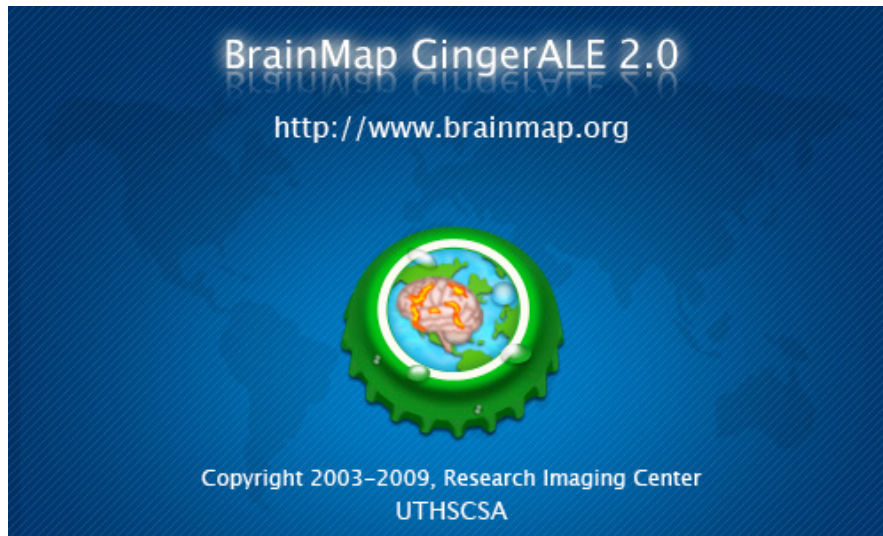 BrainMap GingerALE 2.0
http://www.brainmap.org
Copyright 2003-2009, Research Imaging Center
UTHSCSA